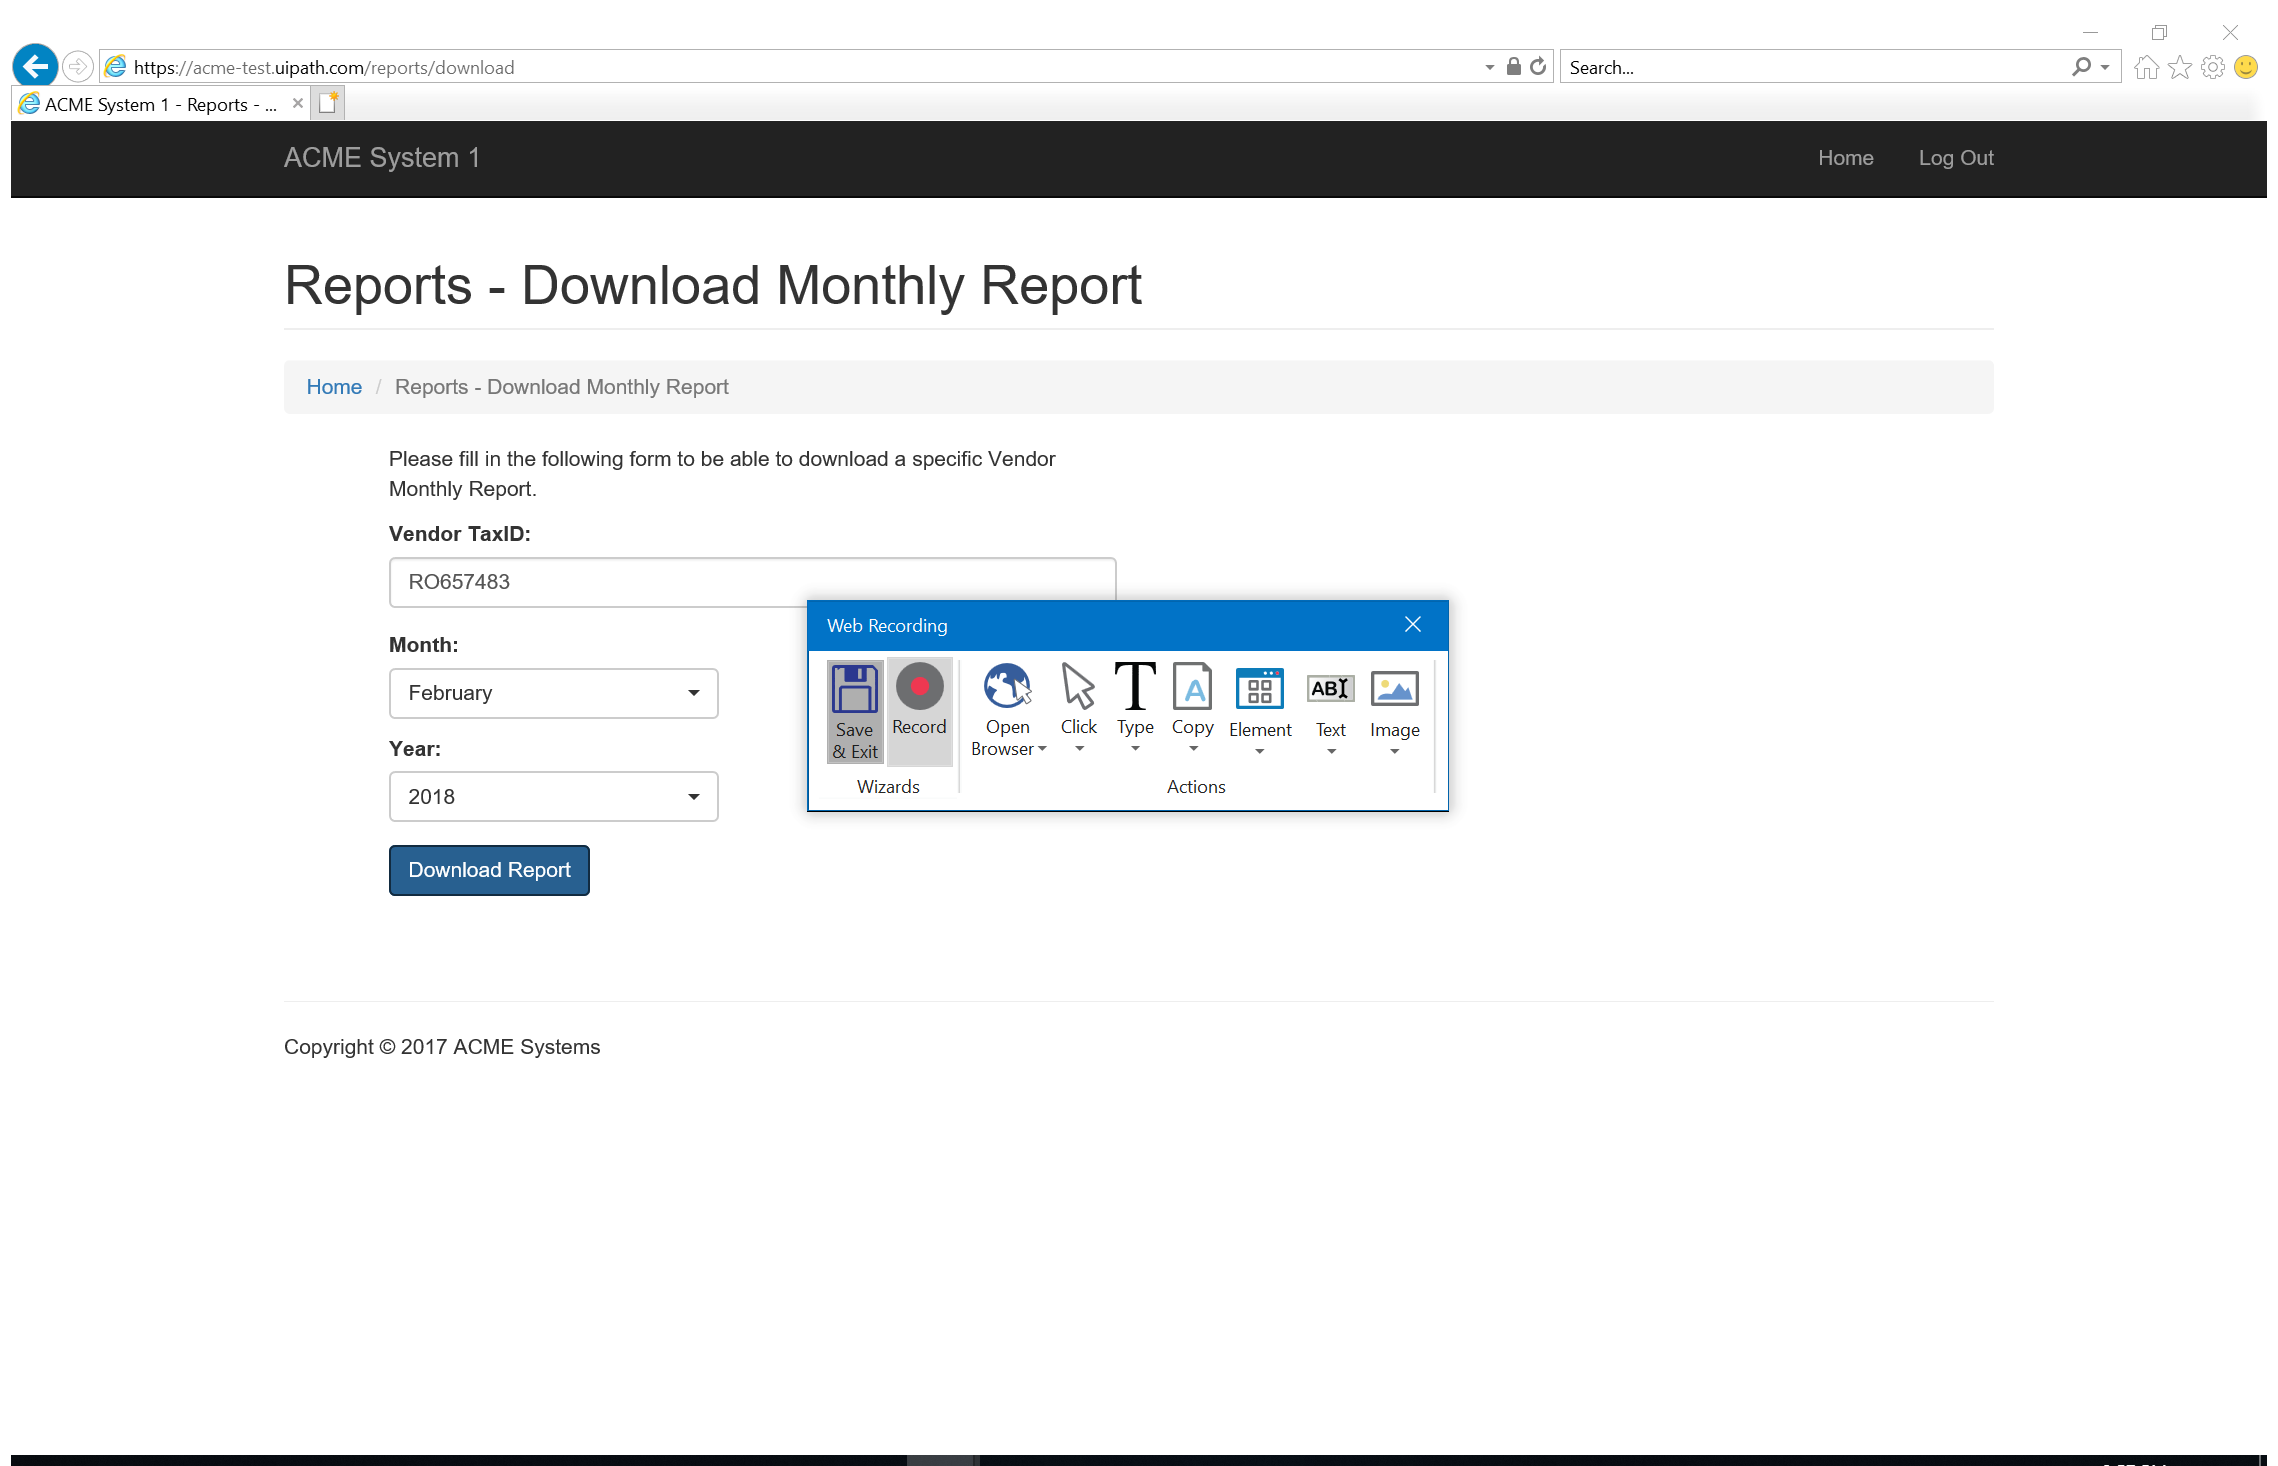 https://acme-test.uipath.com/reports/download
Search...
ACME System 1 - Reports - ...
ACME System 1
Home
Log Out
Reports - Download Monthly Report
Home / Reports - Download Monthly Report
Please fill in the following form to be able to download a specific Vendor
Monthly Report.
Vendor TaxID:
RO657483
Month:
February
Year:
2018
Download Report
Web Recording
Save
& Exit
Record
Open
Browser
Click
Type
Copy
Element
Text
Image
Wizards
Actions
Copyright © 2017 ACME Systems